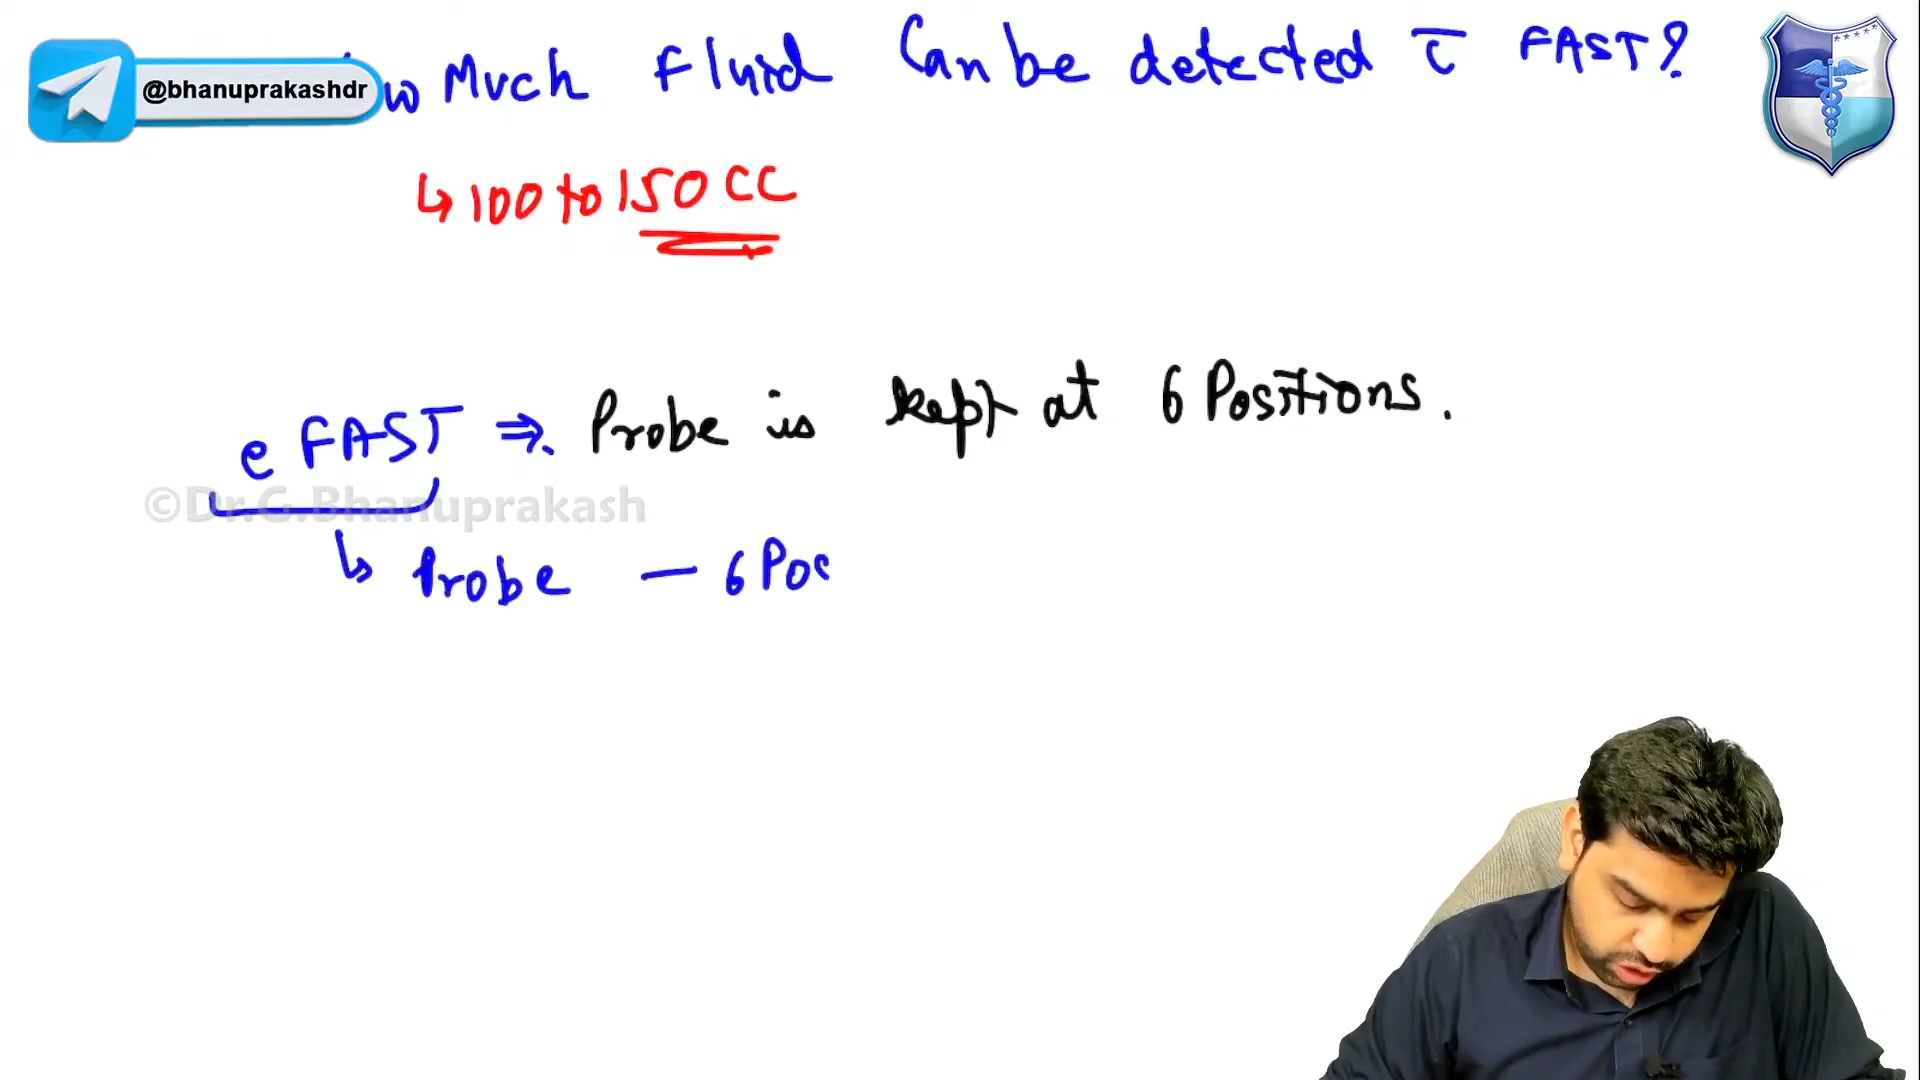 @bhanuprakashdr
Much Fluid Can be detected c̄ FAST?
↳ 100 to 150 CC
e FAST ⇒ Probe is kept at 6 Positions.
©Dr.G.Bhanuprakash
↳ Probe — 6 Pos